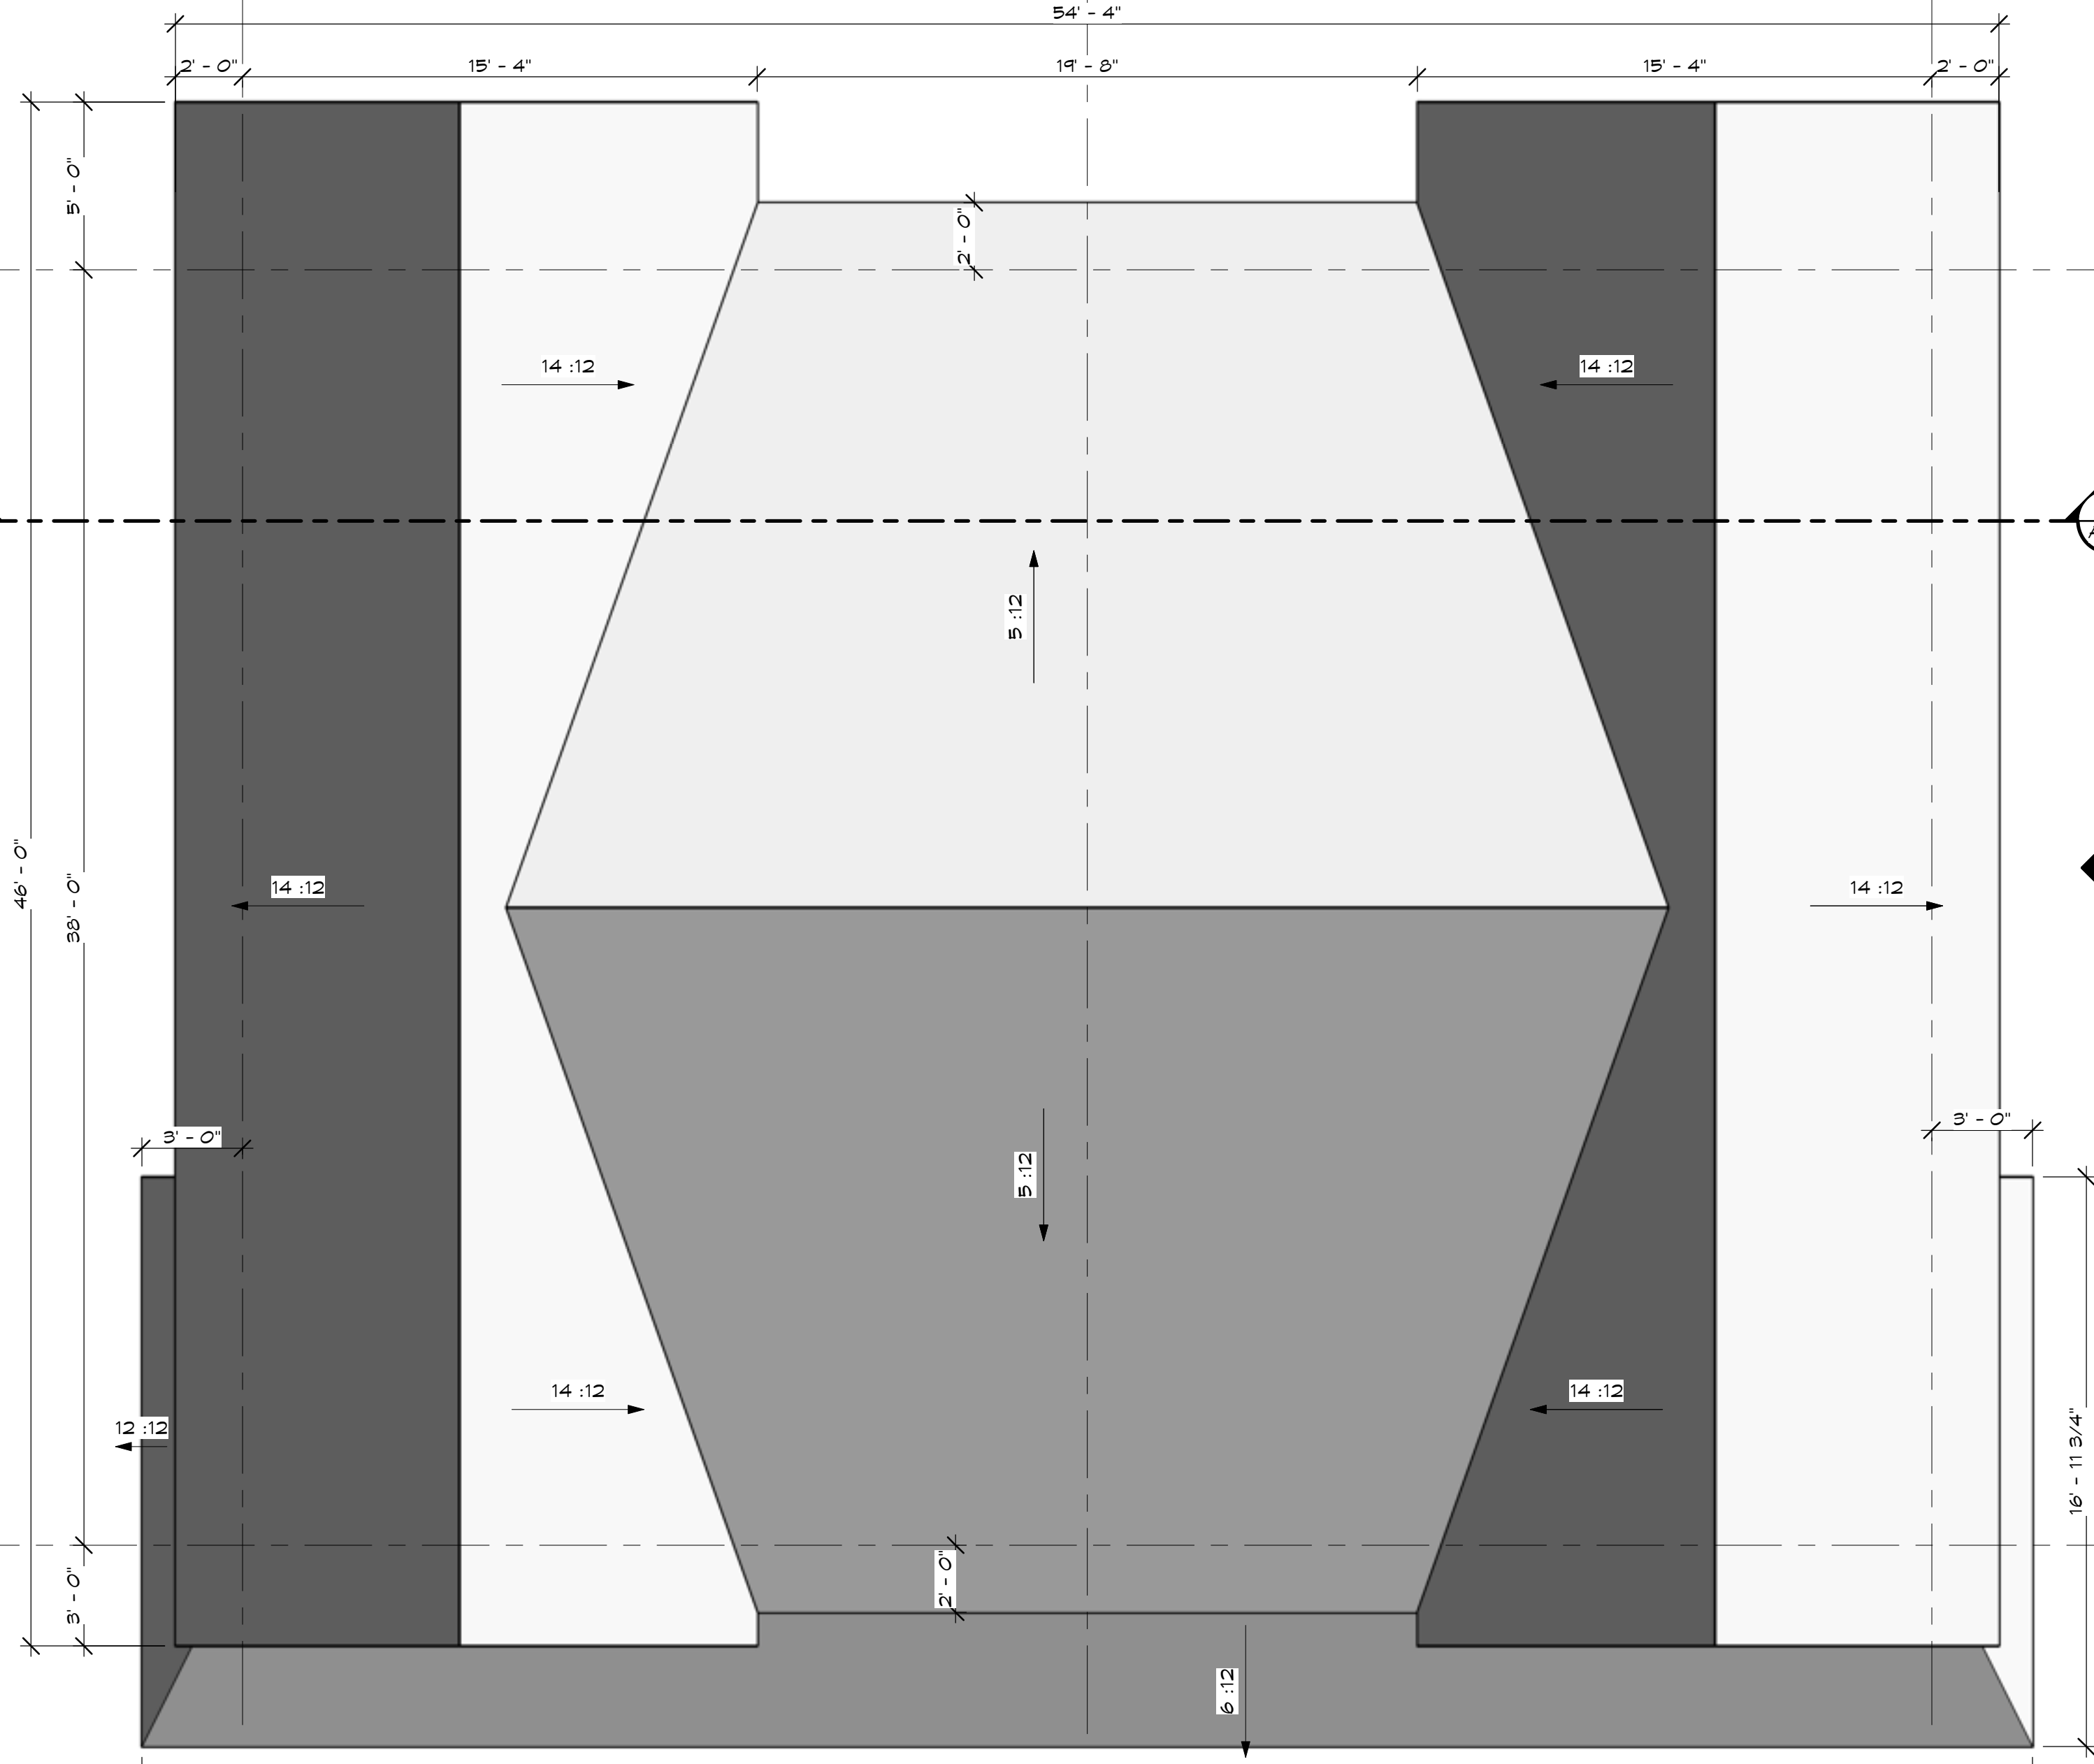 54' - 4"
2' - 0"
15' - 4"
19' - 8"
15' - 4"
2' - 0"
5' - 0"
2' - 0"
14 :12
14 :12
5 :12
46' - 0"
38' - 0"
14 :12
14 :12
3' - 0"
3' - 0"
5 :12
14 :12
14 :12
12 :12
16' - 11 3/4"
3' - 0"
2' - 0"
6 :12